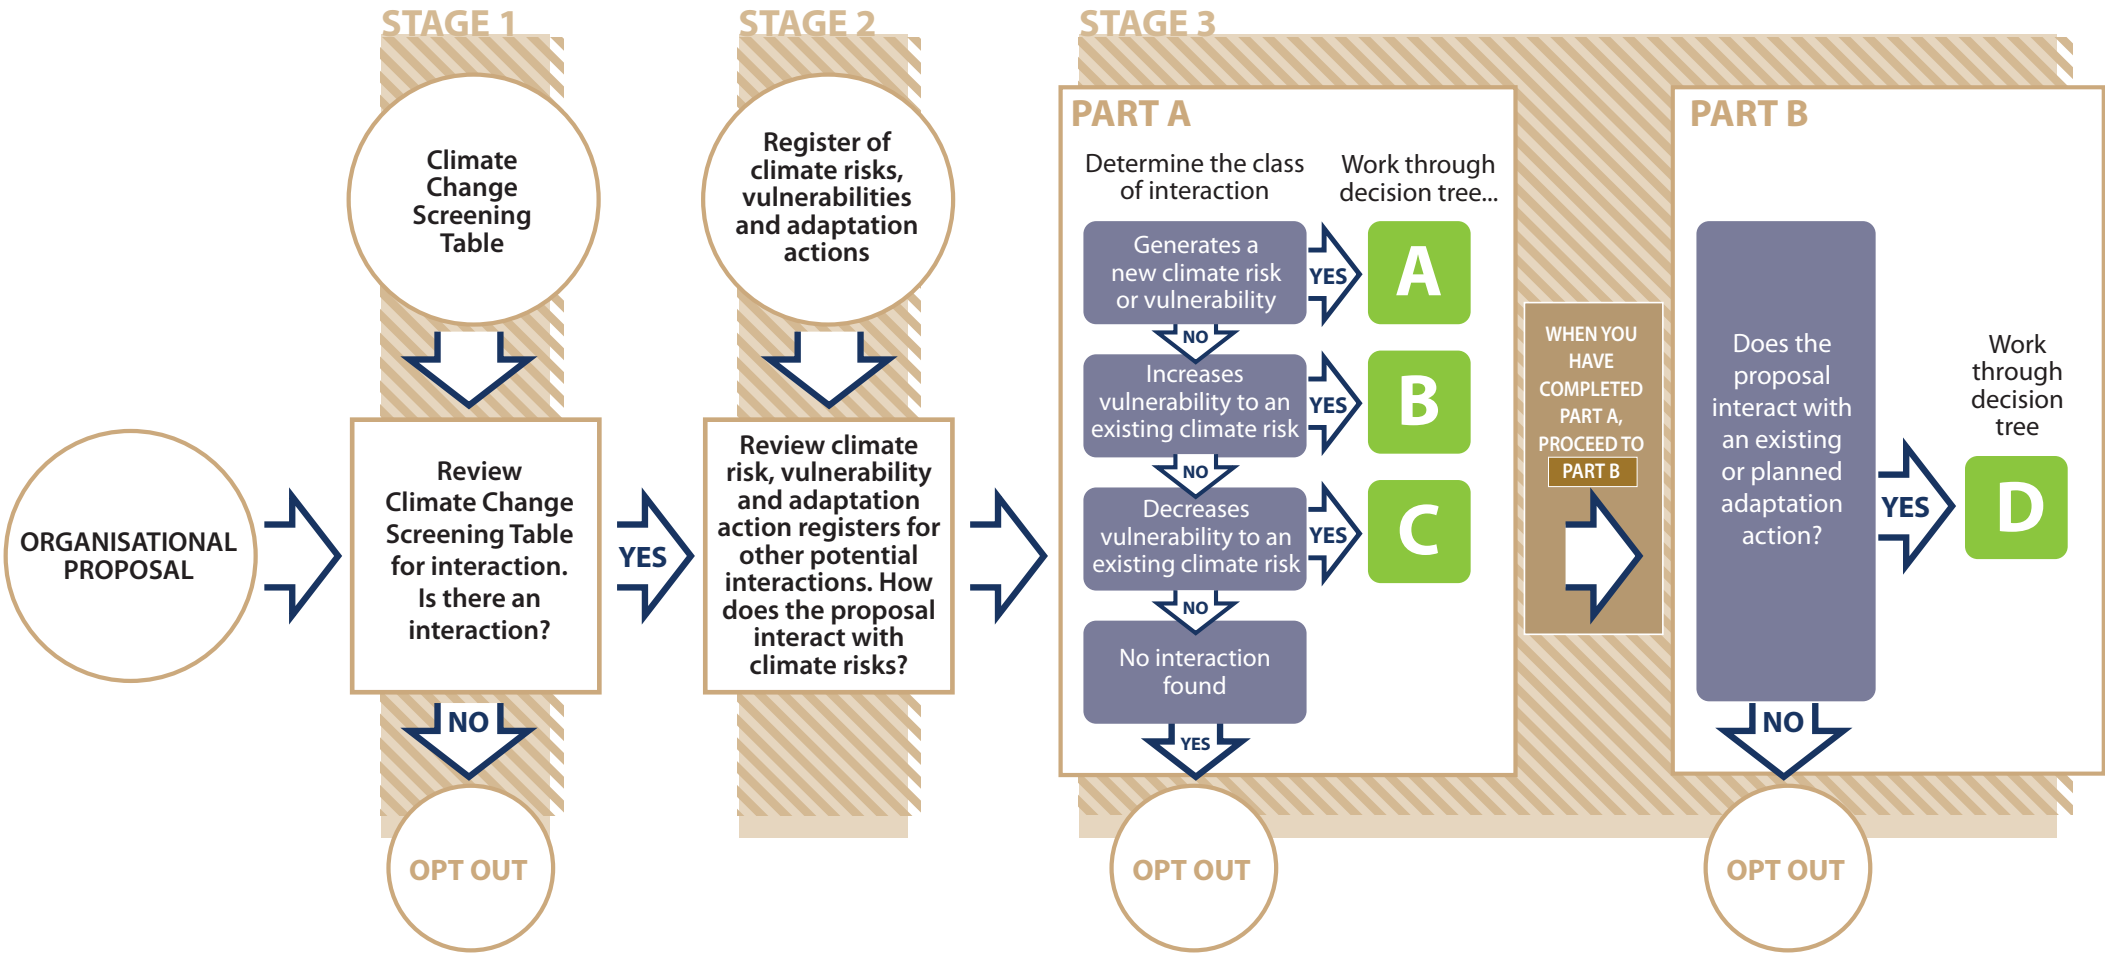 STAGE 1
STAGE 2
STAGE 3
ORGANISATIONAL
PROPOSAL
Climate
Change
Screening
Table
Review
Climate Change
Screening Table
for interaction.
Is there an
interaction?
YES
NO
OPT OUT
Register of
climate risks,
vulnerabilities
and adaptation
actions
Review climate
risk, vulnerability
and adaptation
action registers for
other potential
interactions. How
does the proposal
interact with
climate risks?
PART A
Determine the class
of interaction
Work through
decision tree...
Generates a
new climate risk
or vulnerability
YES
A
NO
Increases
vulnerability to an
existing climate risk
YES
B
NO
Decreases
vulnerability to an
existing climate risk
YES
C
NO
No interaction
found
YES
OPT OUT
WHEN YOU
HAVE
COMPLETED
PART A,
PROCEED TO
PART B
PART B
Does the
proposal
interact with
an existing
or planned
adaptation
action?
YES
Work
through
decision
tree
D
NO
OPT OUT